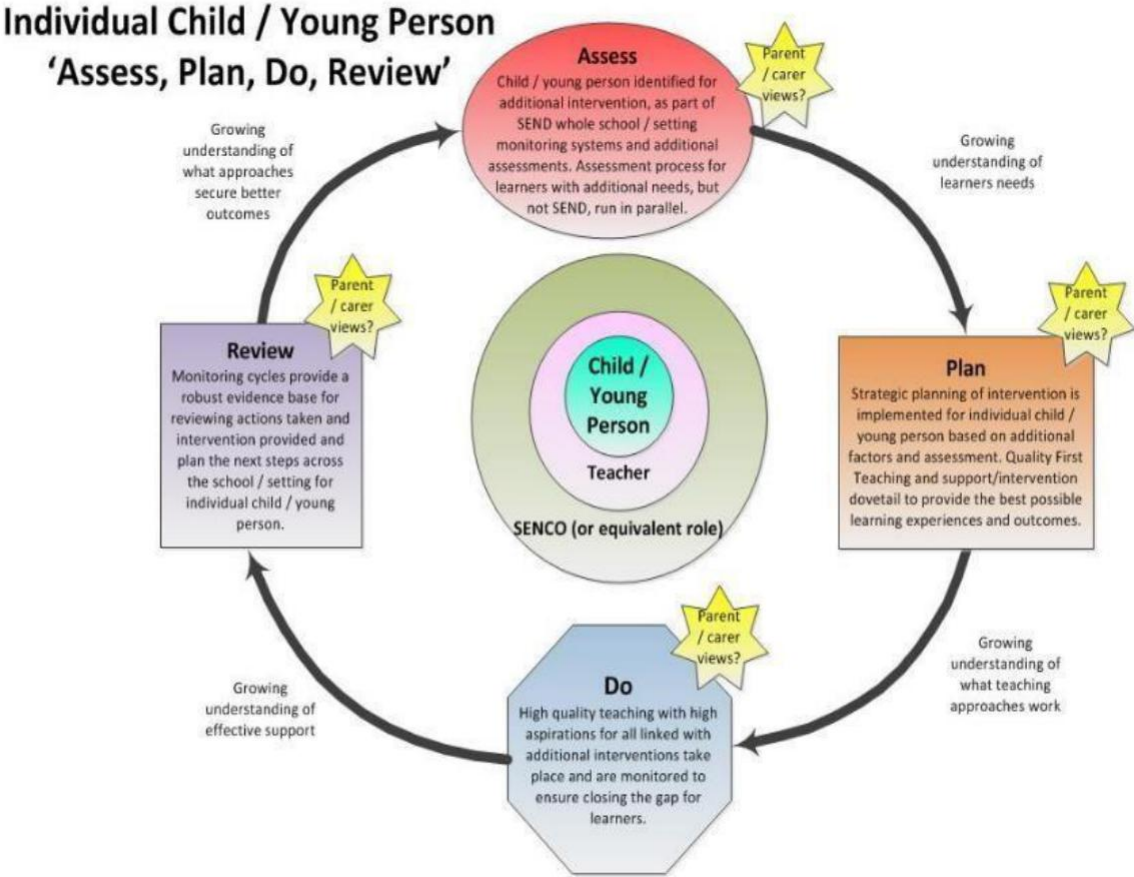 Individual Child / Young Person
‘Assess, Plan, Do, Review’
Assess
Child / young person identified for
additional intervention, as part of
SEND whole school / setting
monitoring systems and additional
assessments. Assessment process for
learners with additional needs, but
not SEND, run in parallel.
Parent
/ carer
views?
Growing
understanding of
learners needs
Parent
/ carer
views?
Plan
Strategic planning of intervention is
implemented for individual child /
young person based on additional
factors and assessment. Quality First
Teaching and support/intervention
dovetail to provide the best possible
learning experiences and outcomes.
Growing
understanding of
what teaching
approaches work
Parent
/ carer
views?
Do
High quality teaching with high
aspirations for all linked with
additional interventions take
place and are monitored to
ensure closing the gap for
learners.
Growing
understanding of
effective support
Parent
/ carer
views?
Review
Monitoring cycles provide a
robust evidence base for
reviewing actions taken and
intervention provided and
plan the next steps across
the school / setting for
individual child / young
person.
Growing
understanding of
what approaches
secure better
outcomes
Child /
Young
Person
Teacher
SENCO (or equivalent role)